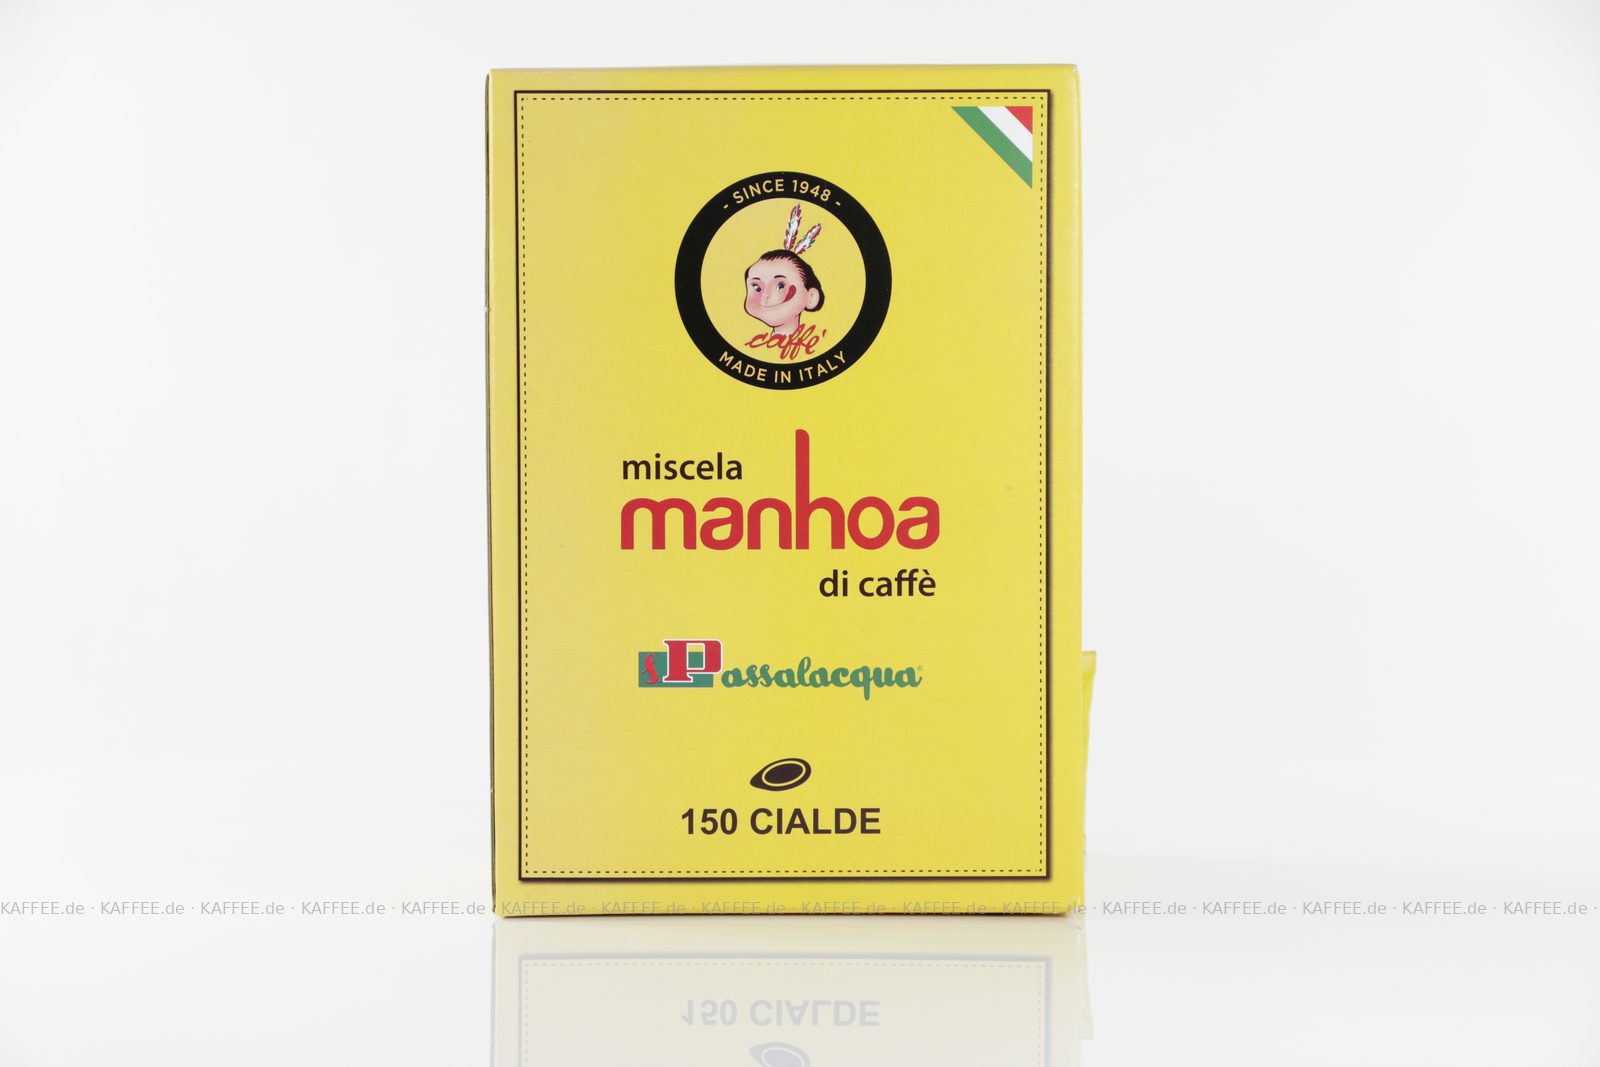 - SINCE 1948 -
caffè
MADE IN ITALY
miscela
manhoa
di caffè
S.Passalacqua®
150 CIALDE
KAFFEE.de · KAFFEE.de · KAFFEE.de · KAFFEE.de · KAFFEE.de · KAFFEE.de · KAFFEE.de · KAFFEE.de · KAFFEE.de · KAFFEE.de · KAFFEE.de · KAFFEE.de · KAFFEE.de · KAFFEE.de · KAFFEE.de · KAFFEE.de ·
150 CIALDE